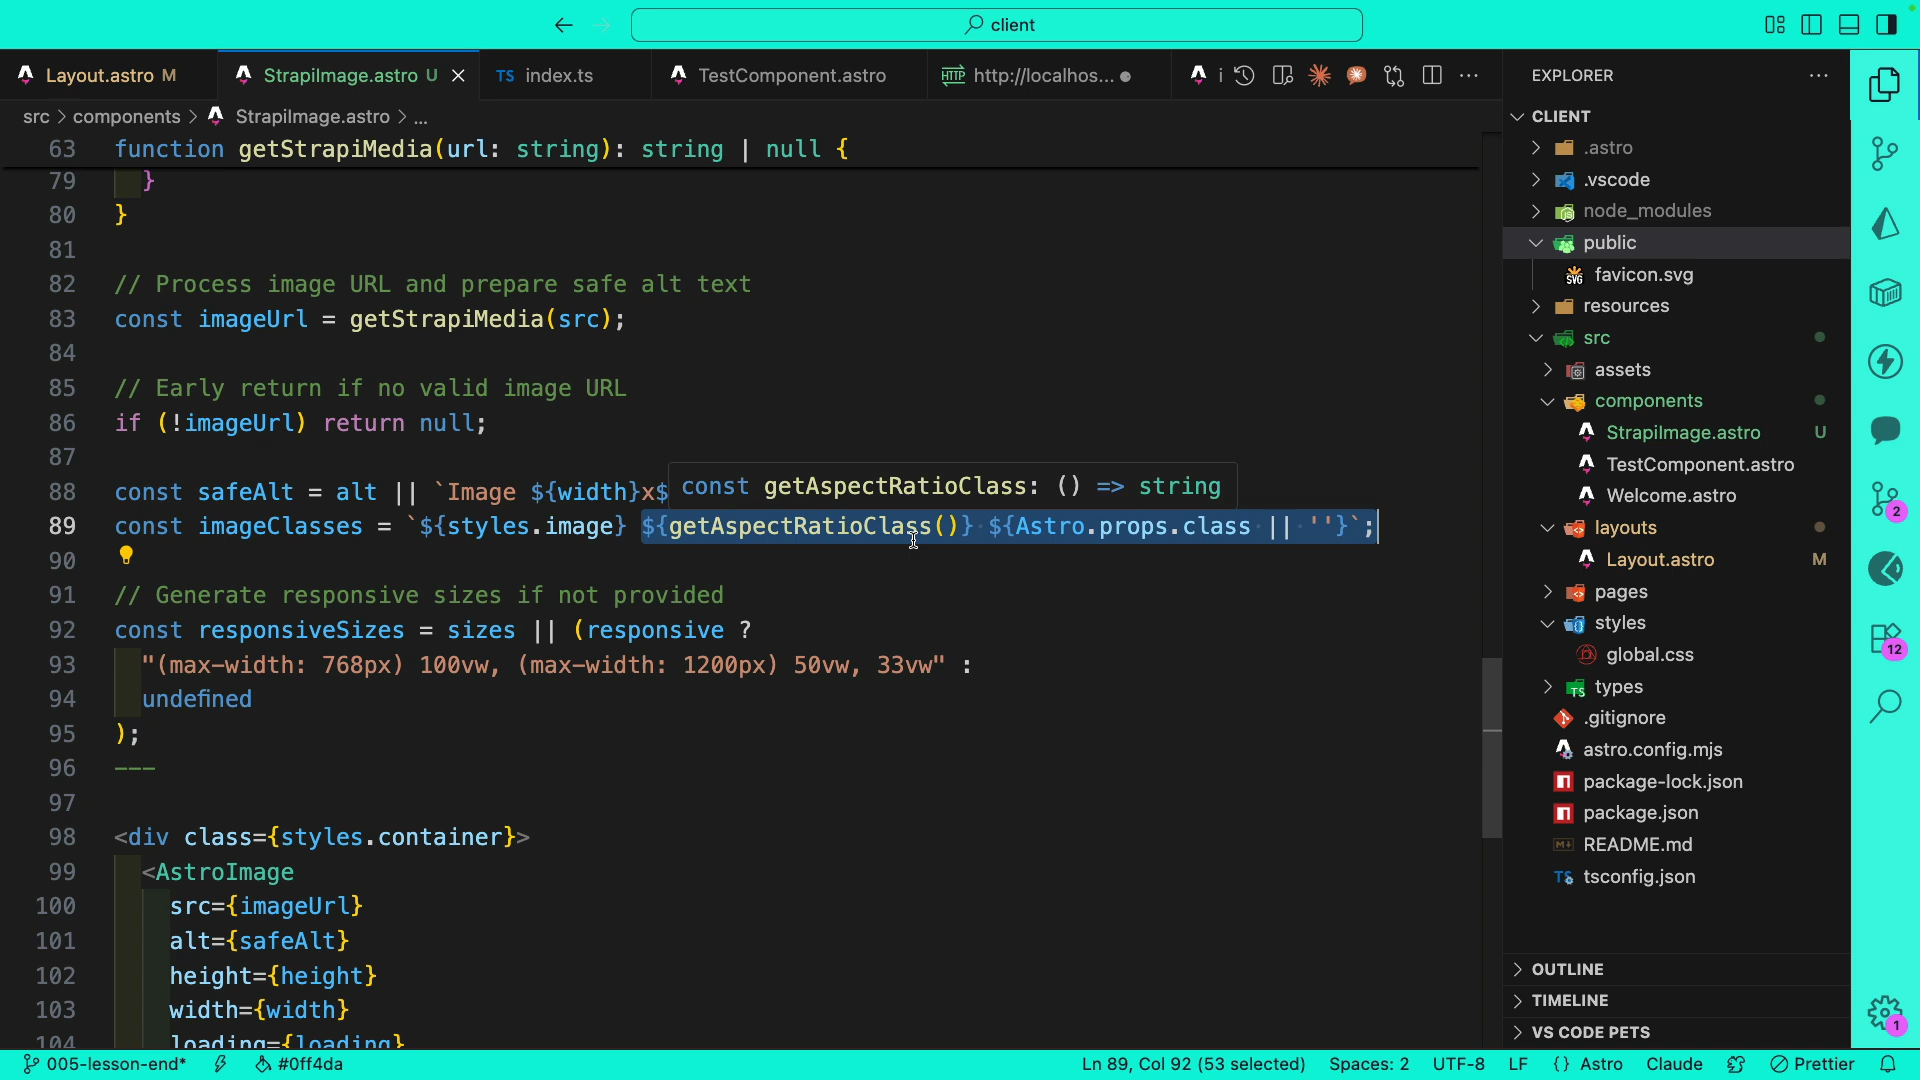 client
Layout.astro M
StrapiImage.astro U
TS index.ts
TestComponent.astro
HTTP http://localhos...
i
EXPLORER
src > components > StrapiImage.astro > ...
CLIENT
63 function getStrapiMedia(url: string): string | null {
79 }
80 }
81
82 // Process image URL and prepare safe alt text
83 const imageUrl = getStrapiMedia(src);
84
85 // Early return if no valid image URL
86 if (!imageUrl) return null;
87
const getAspectRatioClass: () => string
88 const safeAlt = alt || `Image ${width}x$
89 const imageClasses = `${styles.image} ${getAspectRatioClass()} ${Astro.props.class || ''}`;
90
91 // Generate responsive sizes if not provided
92 const responsiveSizes = sizes || (responsive ?
93 "(max-width: 768px) 100vw, (max-width: 1200px) 50vw, 33vw" :
94 undefined
95 );
96 ---
97
98 <div class={styles.container}>
99 <AstroImage
100 src={imageUrl}
101 alt={safeAlt}
102 height={height}
103 width={width}
104 loading={loading}
.astro
.vscode
node_modules
public
favicon.svg
resources
src
assets
components
StrapiImage.astro U
TestComponent.astro
Welcome.astro
layouts
Layout.astro M
pages
styles
global.css
types
.gitignore
astro.config.mjs
package-lock.json
package.json
README.md
TS tsconfig.json
OUTLINE
TIMELINE
VS CODE PETS
2
12
1
005-lesson-end*
#0ff4da
Ln 89, Col 92 (53 selected)
Spaces: 2
UTF-8
LF
{} Astro
Claude
Prettier